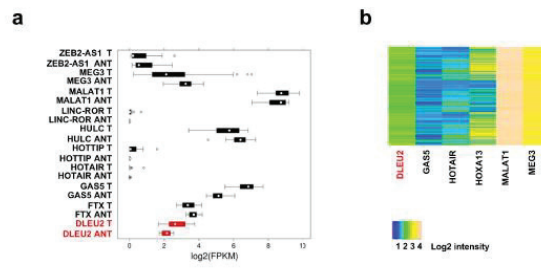 a
ZEB2-AS1 T
ZEB2-AS1 ANT
MEG3 T
MEG3 ANT
MALAT1 T
MALAT1 ANT
LINC-ROR T
LINC-ROR ANT
HULC T
HULC ANT
HOTTIP T
HOTTIP ANT
HOTAIR T
HOTAIR ANT
GAS5 T
GAS5 ANT
FTX T
FTX ANT
DLEU2 T
DLEU2 ANT
0 2 4 6 8 10
log2(FPKM)
b
DLEU2
GAS5
HOTAIR
HOXA13
MALAT1
MEG3
1 2 3 4 Log2 intensity